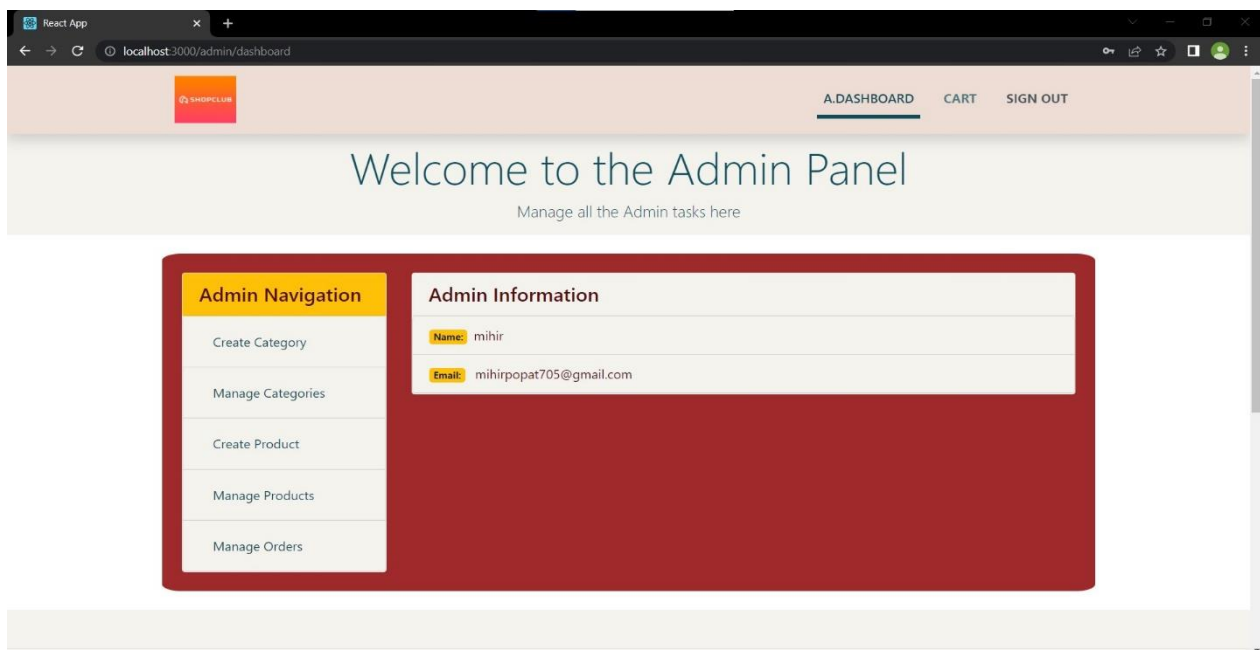 React App
localhost:3000/admin/dashboard
SHOPCLUB
A.DASHBOARD CART SIGN OUT
Welcome to the Admin Panel
Manage all the Admin tasks here
Admin Navigation
Create Category
Manage Categories
Create Product
Manage Products
Manage Orders
Admin Information
Name: mihir
Email: mihirpopat705@gmail.com